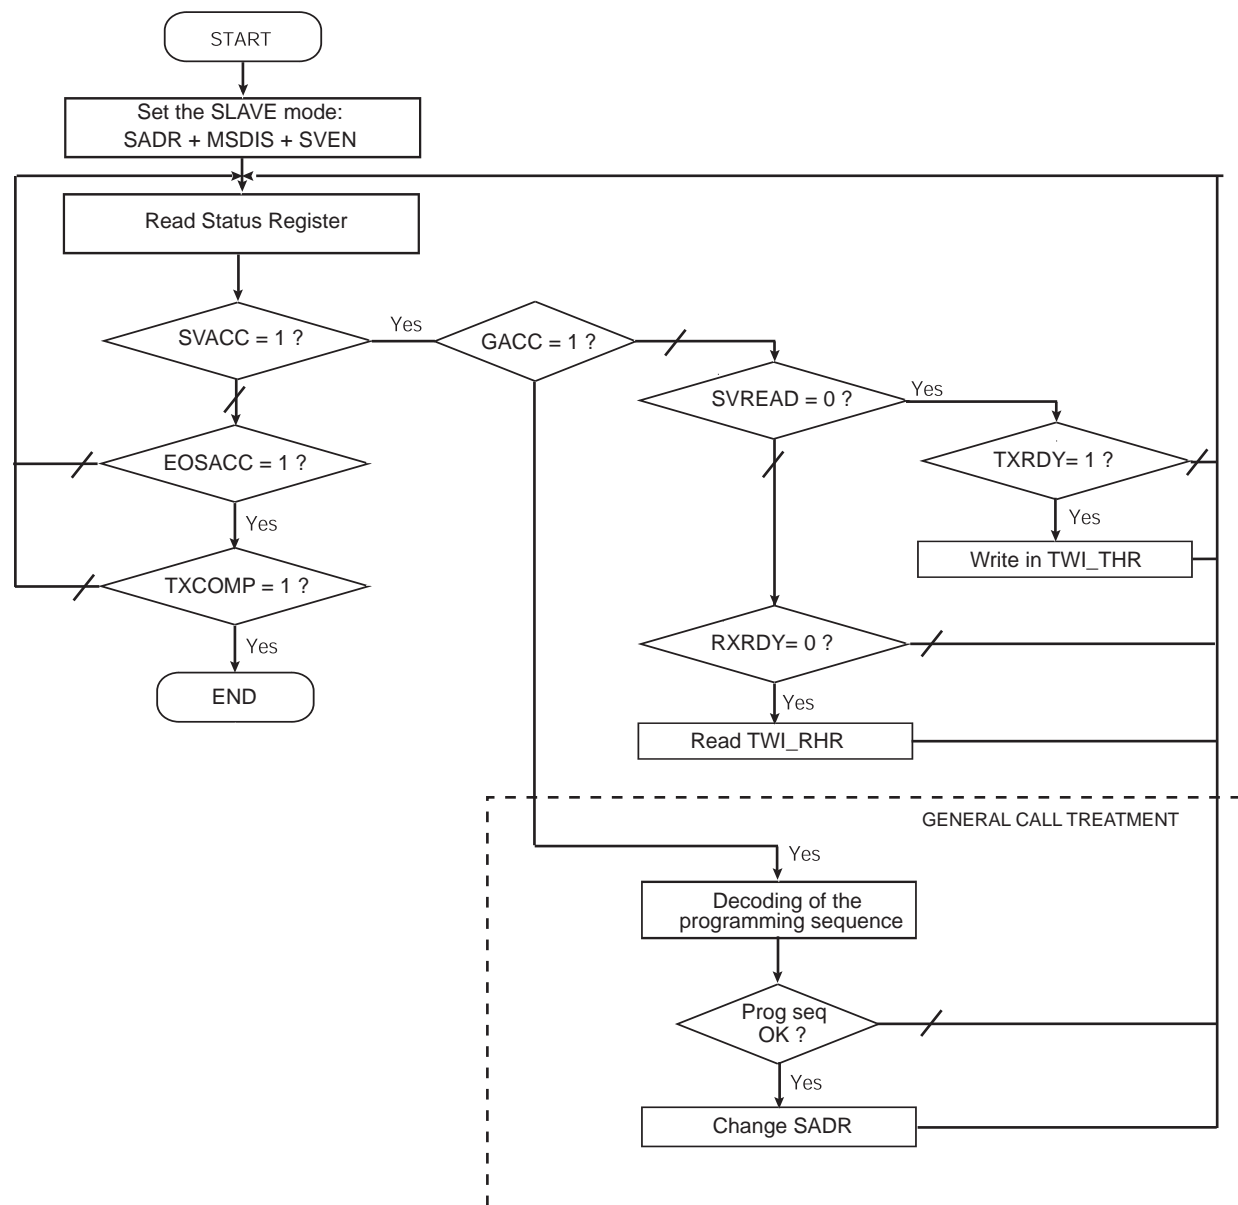 START
Set the SLAVE mode:
SADR + MSDIS + SVEN
Read Status Register
SVACC = 1 ?
Yes
GACC = 1 ?
SVREAD = 0 ?
Yes
EOSACC = 1 ?
TXRDY= 1 ?
Yes
Yes
Write in TWI_THR
TXCOMP = 1 ?
Yes
RXRDY= 0 ?
END
Yes
Read TWI_RHR
GENERAL CALL TREATMENT
Yes
Decoding of the
programming sequence
Prog seq
OK ?
Yes
Change SADR